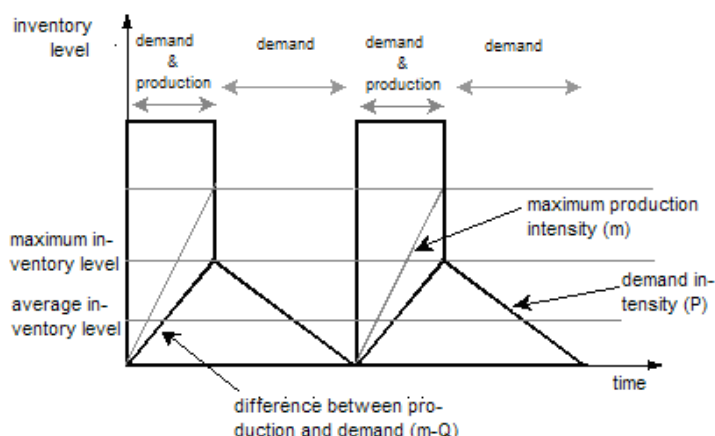 inventory
level
demand
&
production
demand
demand
&
production
demand
maximum production
intensity (m)
maximum in-
ventory level
demand in-
tensity (P)
average in-
ventory level
time
difference between pro-
duction and demand (m-Q)